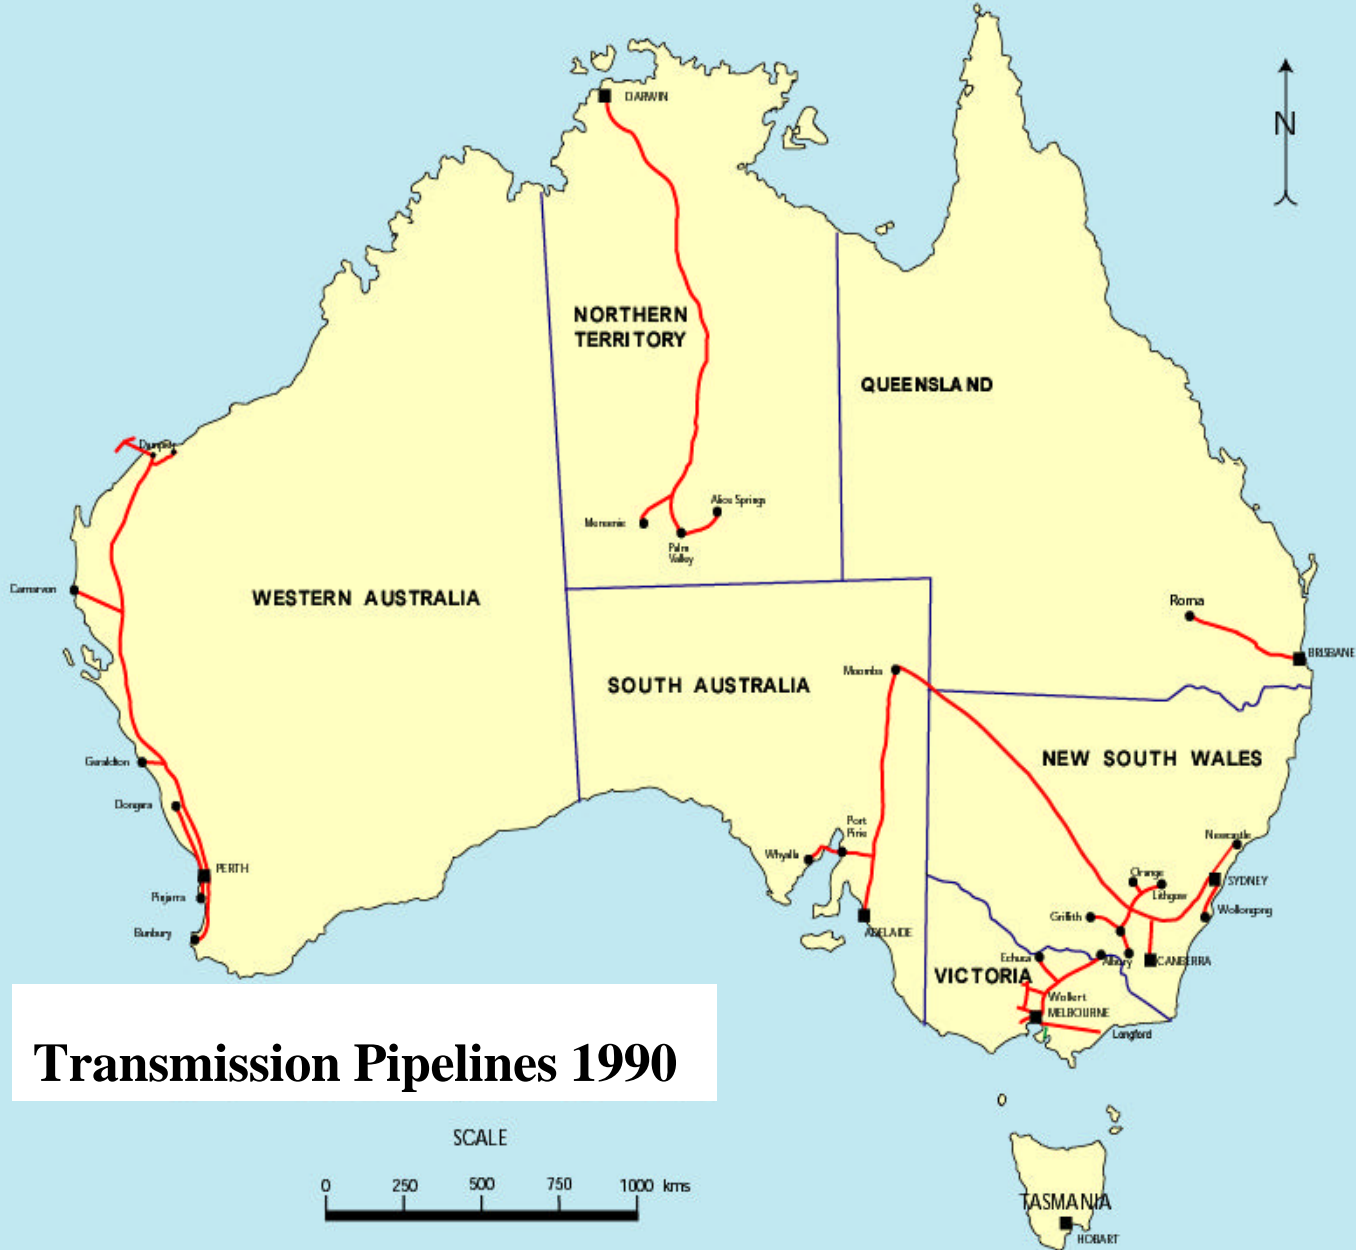 DARWIN
N
NORTHERN
TERRITORY
QUEENSLAND
Dampier
Alice Springs
Mereenie
Palm
Valley
Carnarvon
WESTERN AUSTRALIA
Roma
BRISBANE
Moomba
SOUTH AUSTRALIA
NEW SOUTH WALES
Geraldton
Dongara
Port
Pirie
Newcastle
Whyalla
PERTH
Orange
SYDNEY
Lithgow
Pinjarra
Wollongong
Griffith
Bunbury
ADELAIDE
Echuca
Albury
CANBERRA
VICTORIA
Wollert
MELBOURNE
Longford
Transmission Pipelines 1990
SCALE
0 250 500 750 1000 kms
TASMANIA
HOBART